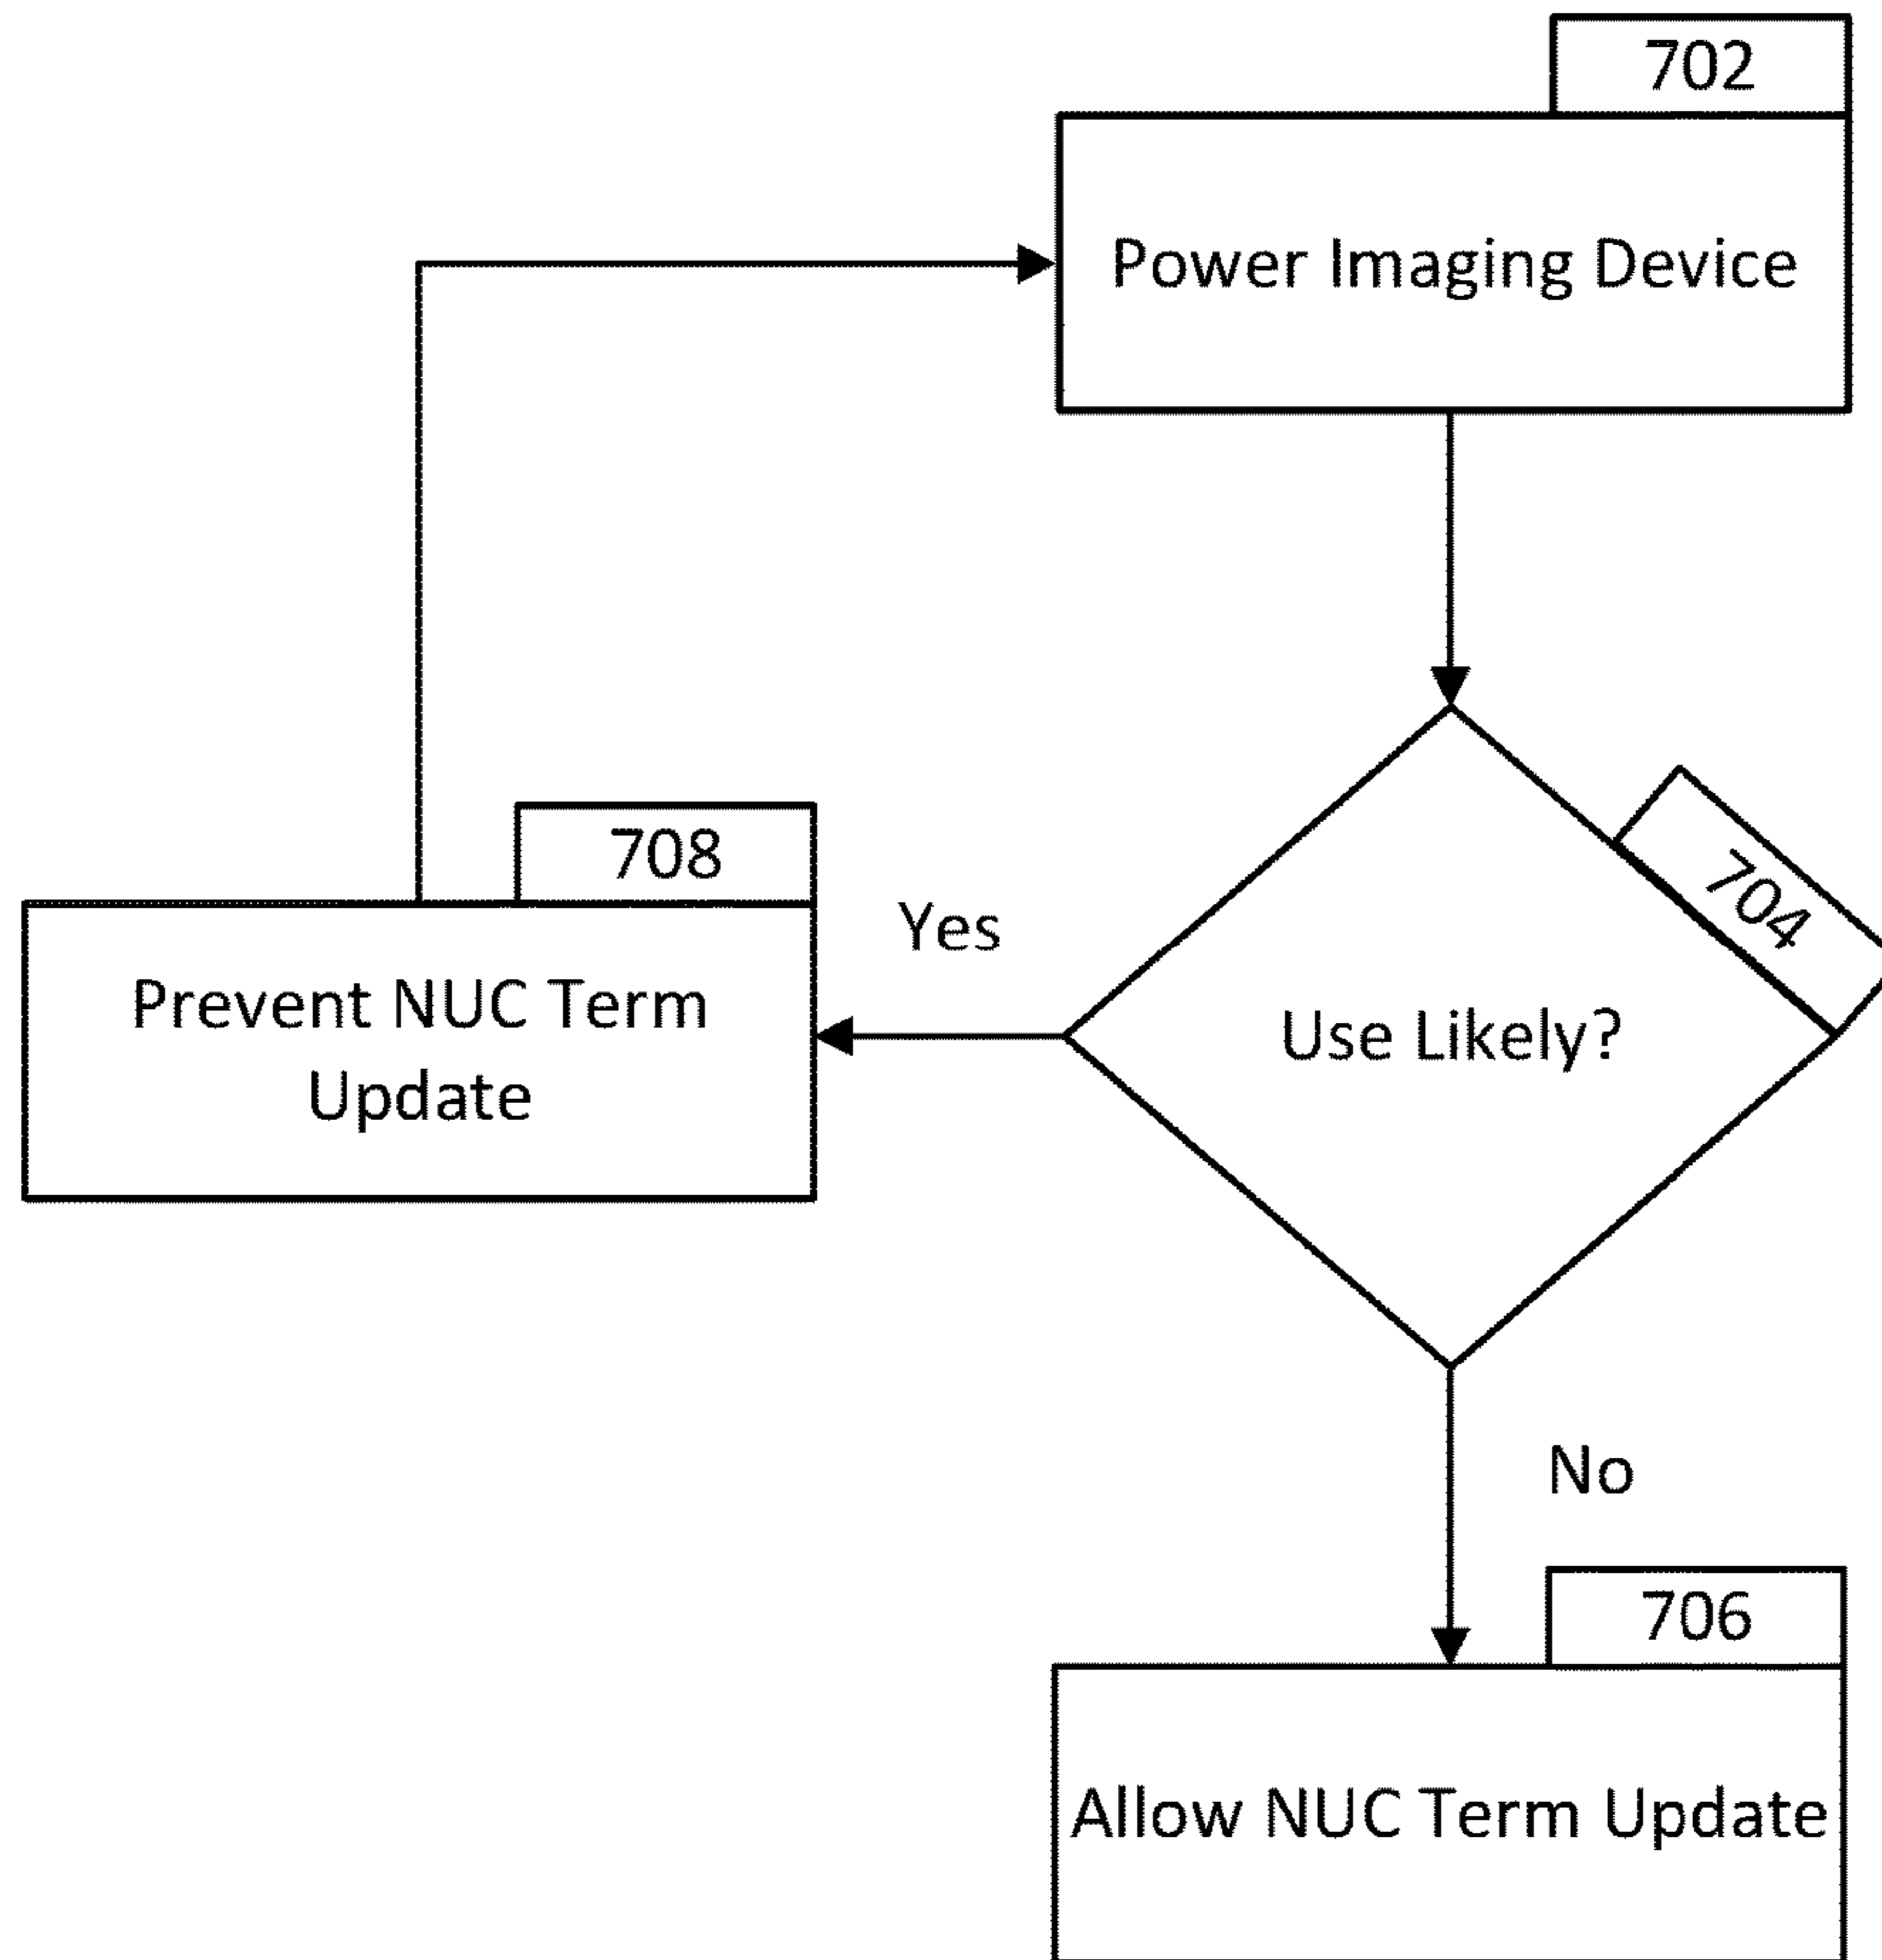 702
Power Imaging Device
704
Use Likely?
Yes
708
Prevent NUC Term
Update
No
706
Allow NUC Term Update